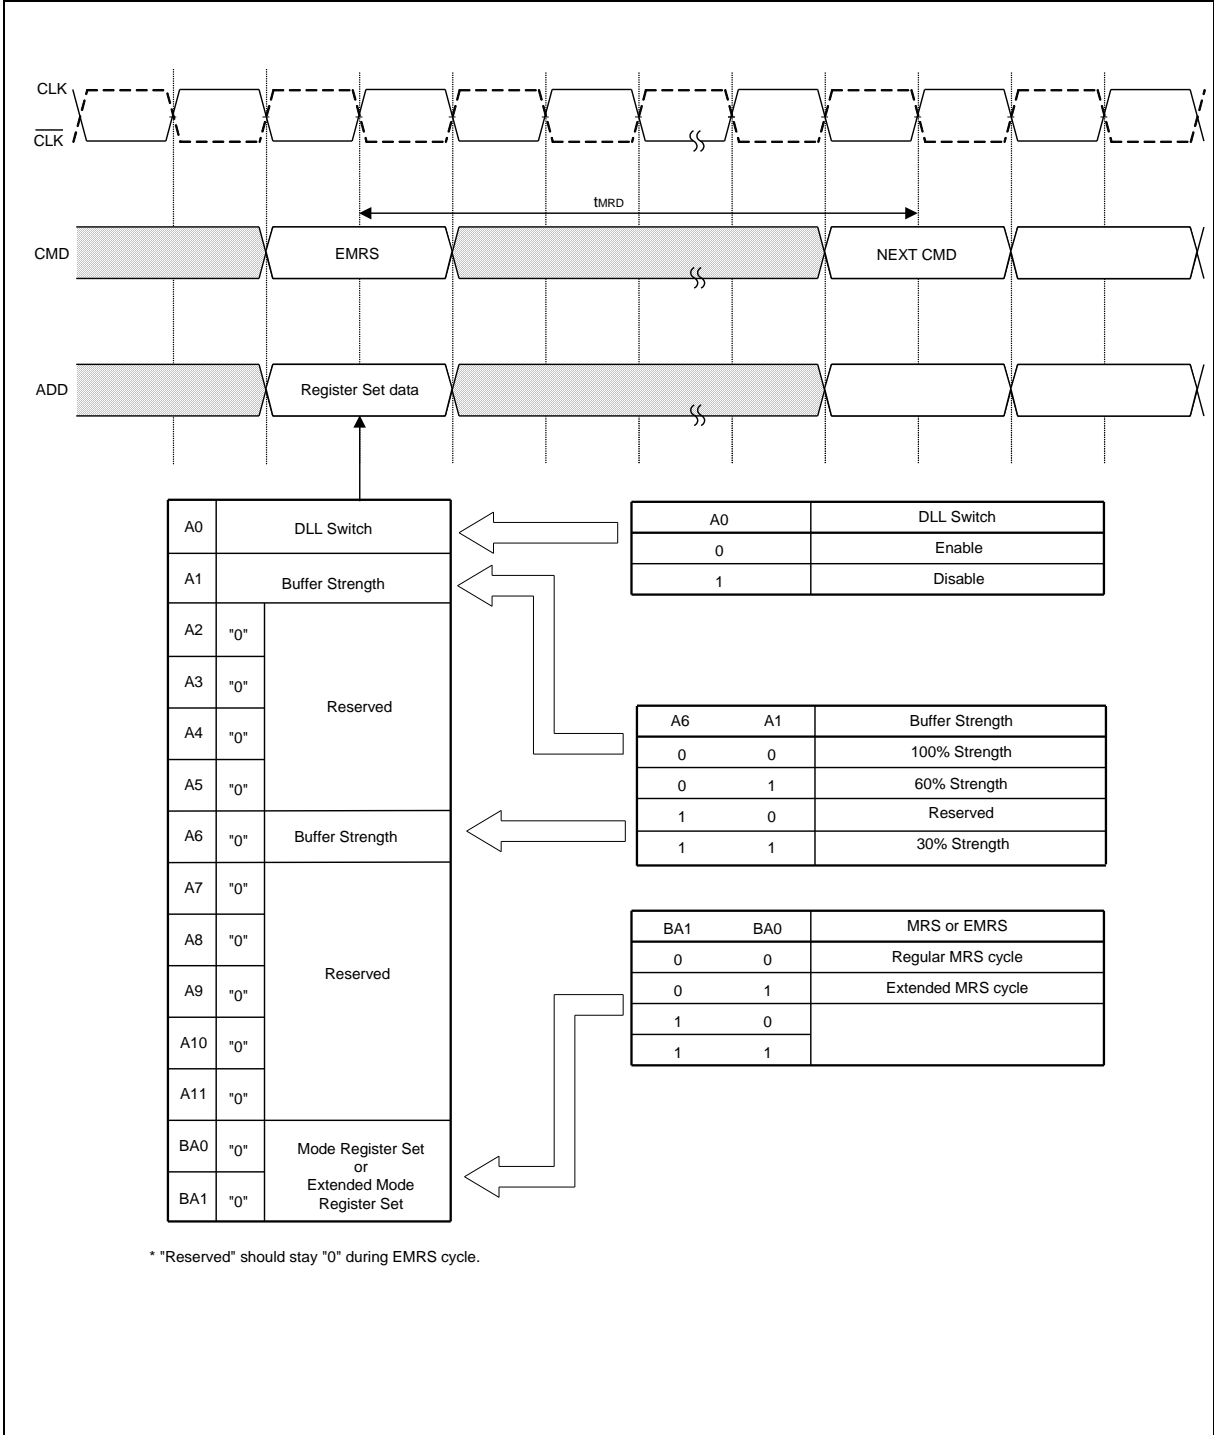 CLK
CLK
tMRD
CMD
EMRS
NEXT CMD
ADD
Register Set data
A0
DLL Switch
A1
Buffer Strength
A2
"0"
A3
"0"
Reserved
A4
"0"
A5
"0"
A6
"0"
Buffer Strength
A7
"0"
A8
"0"
Reserved
A9
"0"
A10
"0"
A11
"0"
BA0
"0"
Mode Register Set
or
Extended Mode
Register Set
BA1
"0"
A0 DLL Switch
0 Enable
1 Disable
A6 A1 Buffer Strength
0 0 100% Strength
0 1 60% Strength
1 0 Reserved
1 1 30% Strength
BA1 BA0 MRS or EMRS
0 0 Regular MRS cycle
0 1 Extended MRS cycle
1 0
1 1
* "Reserved" should stay "0" during EMRS cycle.